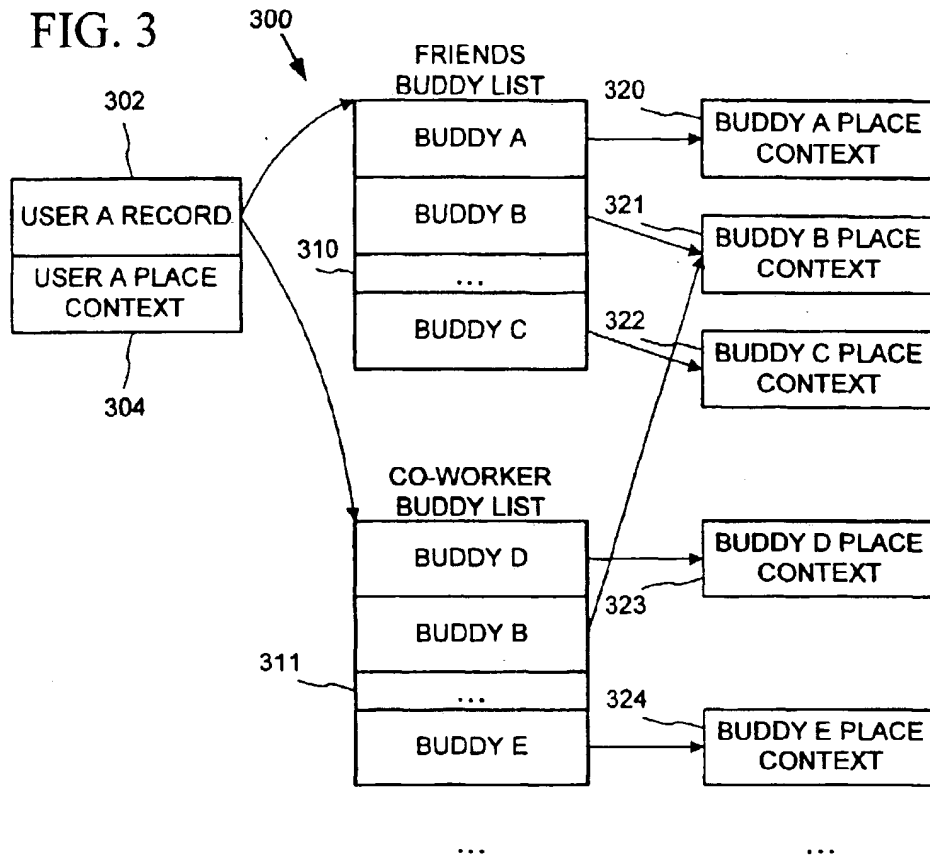 FIG. 3
300
302
USER A RECORD
USER A PLACE
CONTEXT
304
FRIENDS
BUDDY LIST
BUDDY A
BUDDY B
...
BUDDY C
310
320
BUDDY A PLACE
CONTEXT
321
BUDDY B PLACE
CONTEXT
322
BUDDY C PLACE
CONTEXT
CO-WORKER
BUDDY LIST
BUDDY D
BUDDY B
...
BUDDY E
311
BUDDY D PLACE
CONTEXT
323
324
BUDDY E PLACE
CONTEXT
...
...